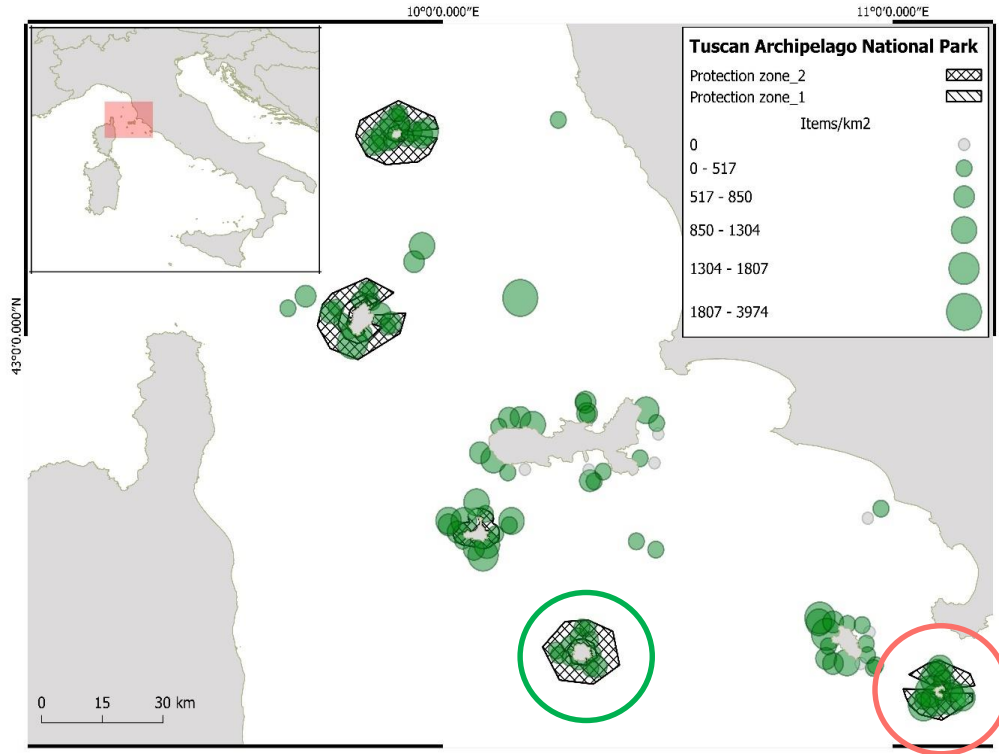 10°0'0.000"E
11°0'0.000"E
43°0'0.000"N
Tuscan Archipelago National Park
Protection zone_2
Protection zone_1
Items/km2
0
0 - 517
517 - 850
850 - 1304
1304 - 1807
1807 - 3974
0 15 30 km